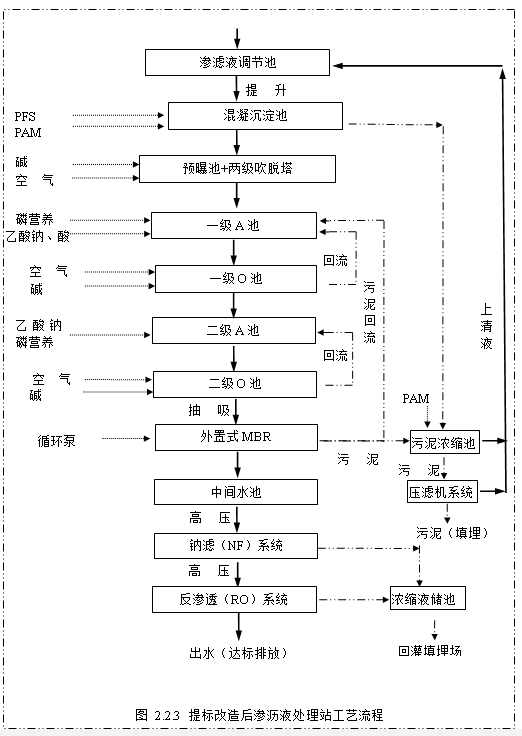 渗滤液调节池
提 升
PFS
PAM
混凝沉淀池
碱
空 气
预曝池+两级吹脱塔
磷营养
乙酸钠、酸
一级A池
回流
空 气
碱
一级O池
污泥回流
上清液
乙酸钠
磷营养
二级A池
回流
空 气
碱
二级O池
抽 吸
PAM
循环泵
外置式MBR
污 泥
污泥浓缩池
污 泥
中间水池
压滤机系统
高 压
污泥（填埋）
钠滤（NF）系统
高 压
反渗透（RO）系统
浓缩液储池
出水（达标排放）
回灌填埋场
图 2.23 提标改造后渗沥液处理站工艺流程